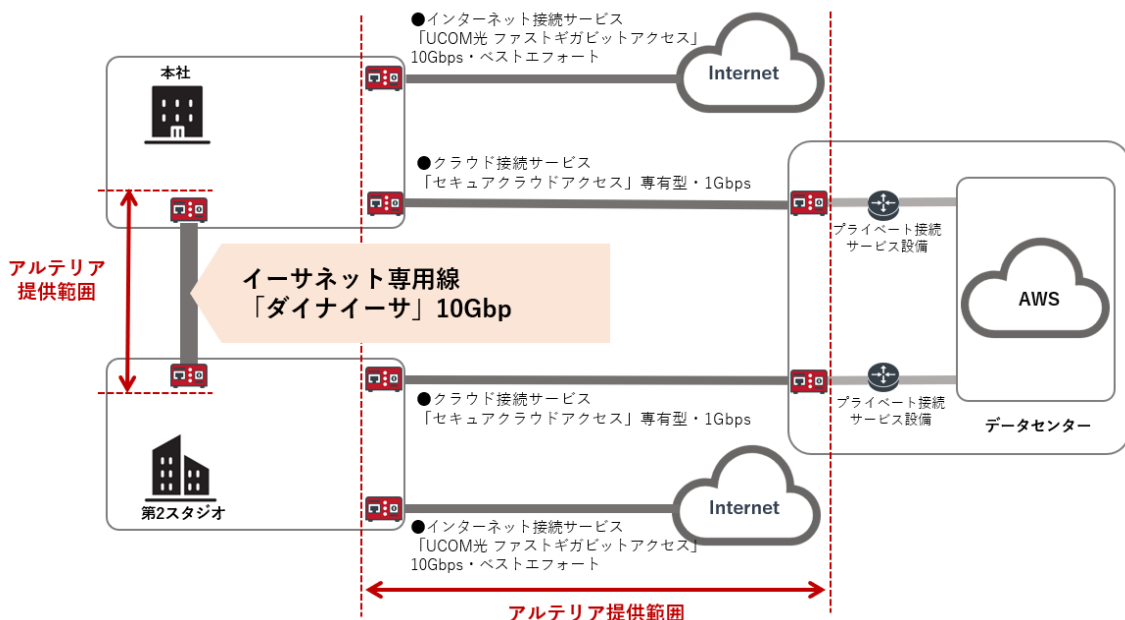 ●インターネット接続サービス
「UCOM光 ファストギガビットアクセス」
10Gbps・ベストエフォート
Internet
本社
●クラウド接続サービス
「セキュアクラウドアクセス」専有型・1Gbps
プライベート接続
サービス設備
アルテリア
提供範囲
イーサネット専用線
「ダイナイーサ」10Gbp
AWS
●クラウド接続サービス
「セキュアクラウドアクセス」専有型・1Gbps
プライベート接続
サービス設備
データセンター
第2スタジオ
Internet
●インターネット接続サービス
「UCOM光 ファストギガビットアクセス」
10Gbps・ベストエフォート
アルテリア提供範囲